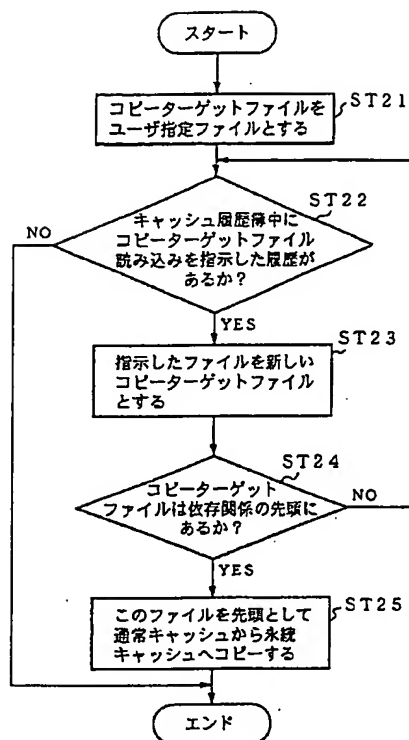 スタート
コピーターゲットファイルを
ユーザ指定ファイルとする
ST21
ST22
キャッシュ履歴簿中に
コピーターゲットファイル
読み込みを指示した履歴が
あるか?
NO
YES
ST23
指示したファイルを新しい
コピーターゲットファイル
とする
ST24
コピーターゲット
ファイルは依存関係の先頭に
あるか?
NO
YES
ST25
このファイルを先頭として
通常キャッシュから永続
キャッシュへコピーする
エンド